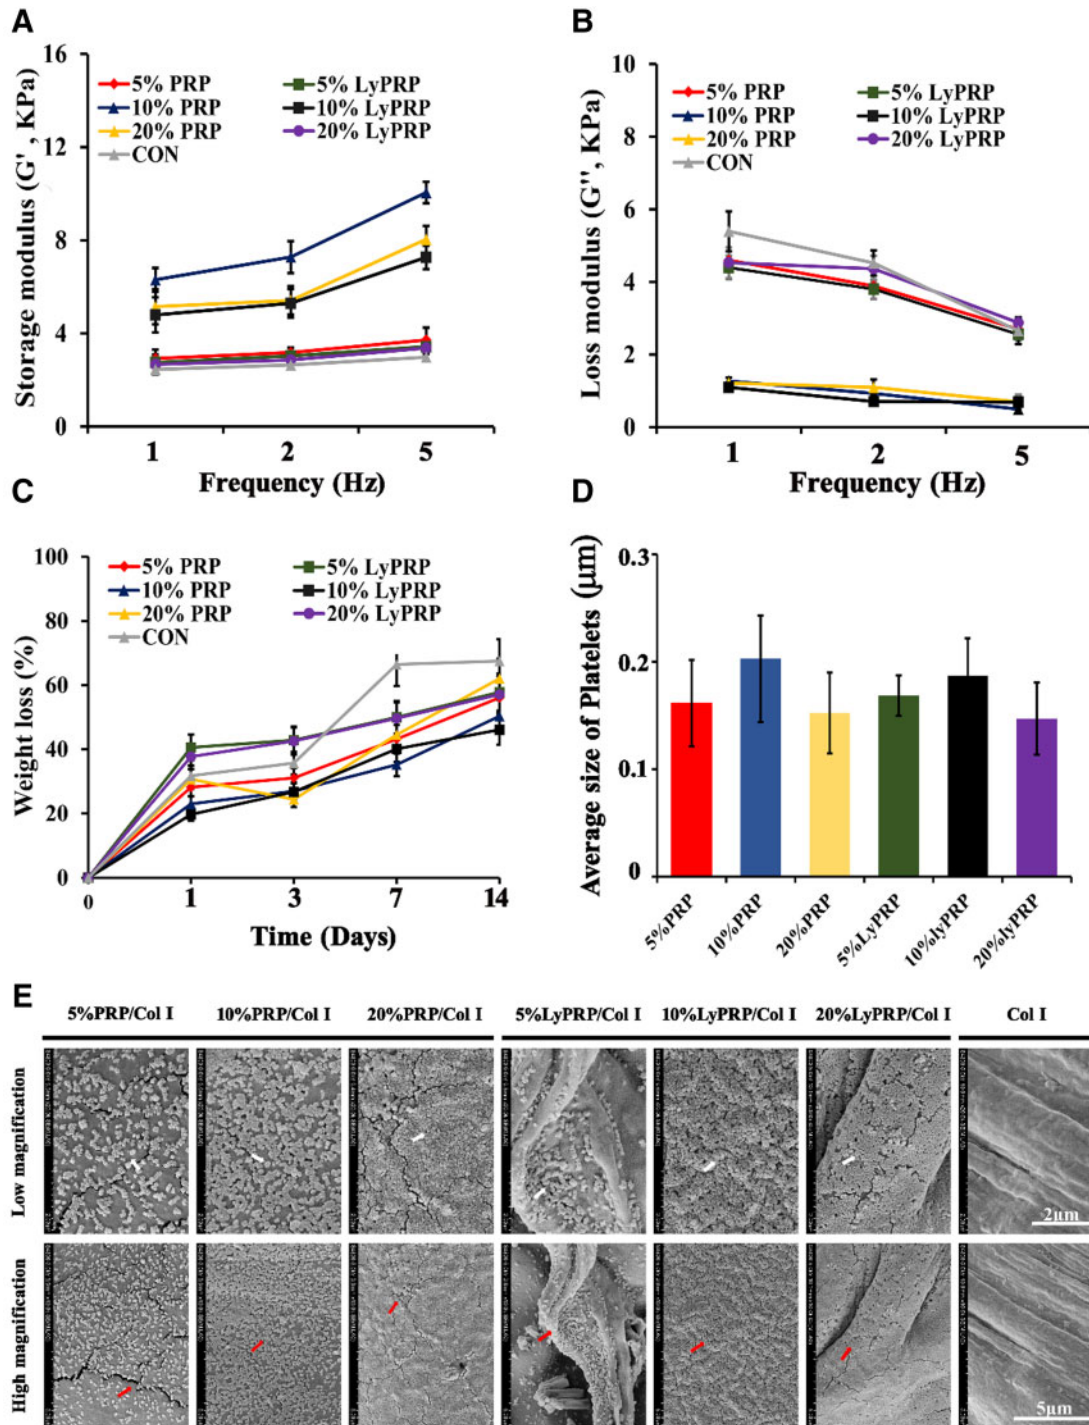 A
Storage modulus (G' , KPa)
16
12
8
4
0
5% PRP
10% PRP
20% PRP
CON
5% LyPRP
10% LyPRP
20% LyPRP
1
2
5
Frequency (Hz)
B
Loss modulus (G'', KPa)
10
8
6
4
2
0
5% PRP
10% PRP
20% PRP
CON
5% LyPRP
10% LyPRP
20% LyPRP
1
2
5
Frequency (Hz)
C
Weight loss (%)
100
80
60
40
20
0
5% PRP
10% PRP
20% PRP
CON
5% LyPRP
10% LyPRP
20% LyPRP
0
1
3
7
14
Time (Days)
D
Average size of Platelets (μm)
0.3
0.2
0.1
0
5%PRP
10%PRP
20%PRP
5%LyPRP
10%lyPRP
20%lyPRP
E
5%PRP/Col I
10%PRP/Col I
20%PRP/Col I
5%LyPRP/Col I
10%LyPRP/Col I
20%LyPRP/Col I
Col I
Low magnification
2μm
High magnification
5μm